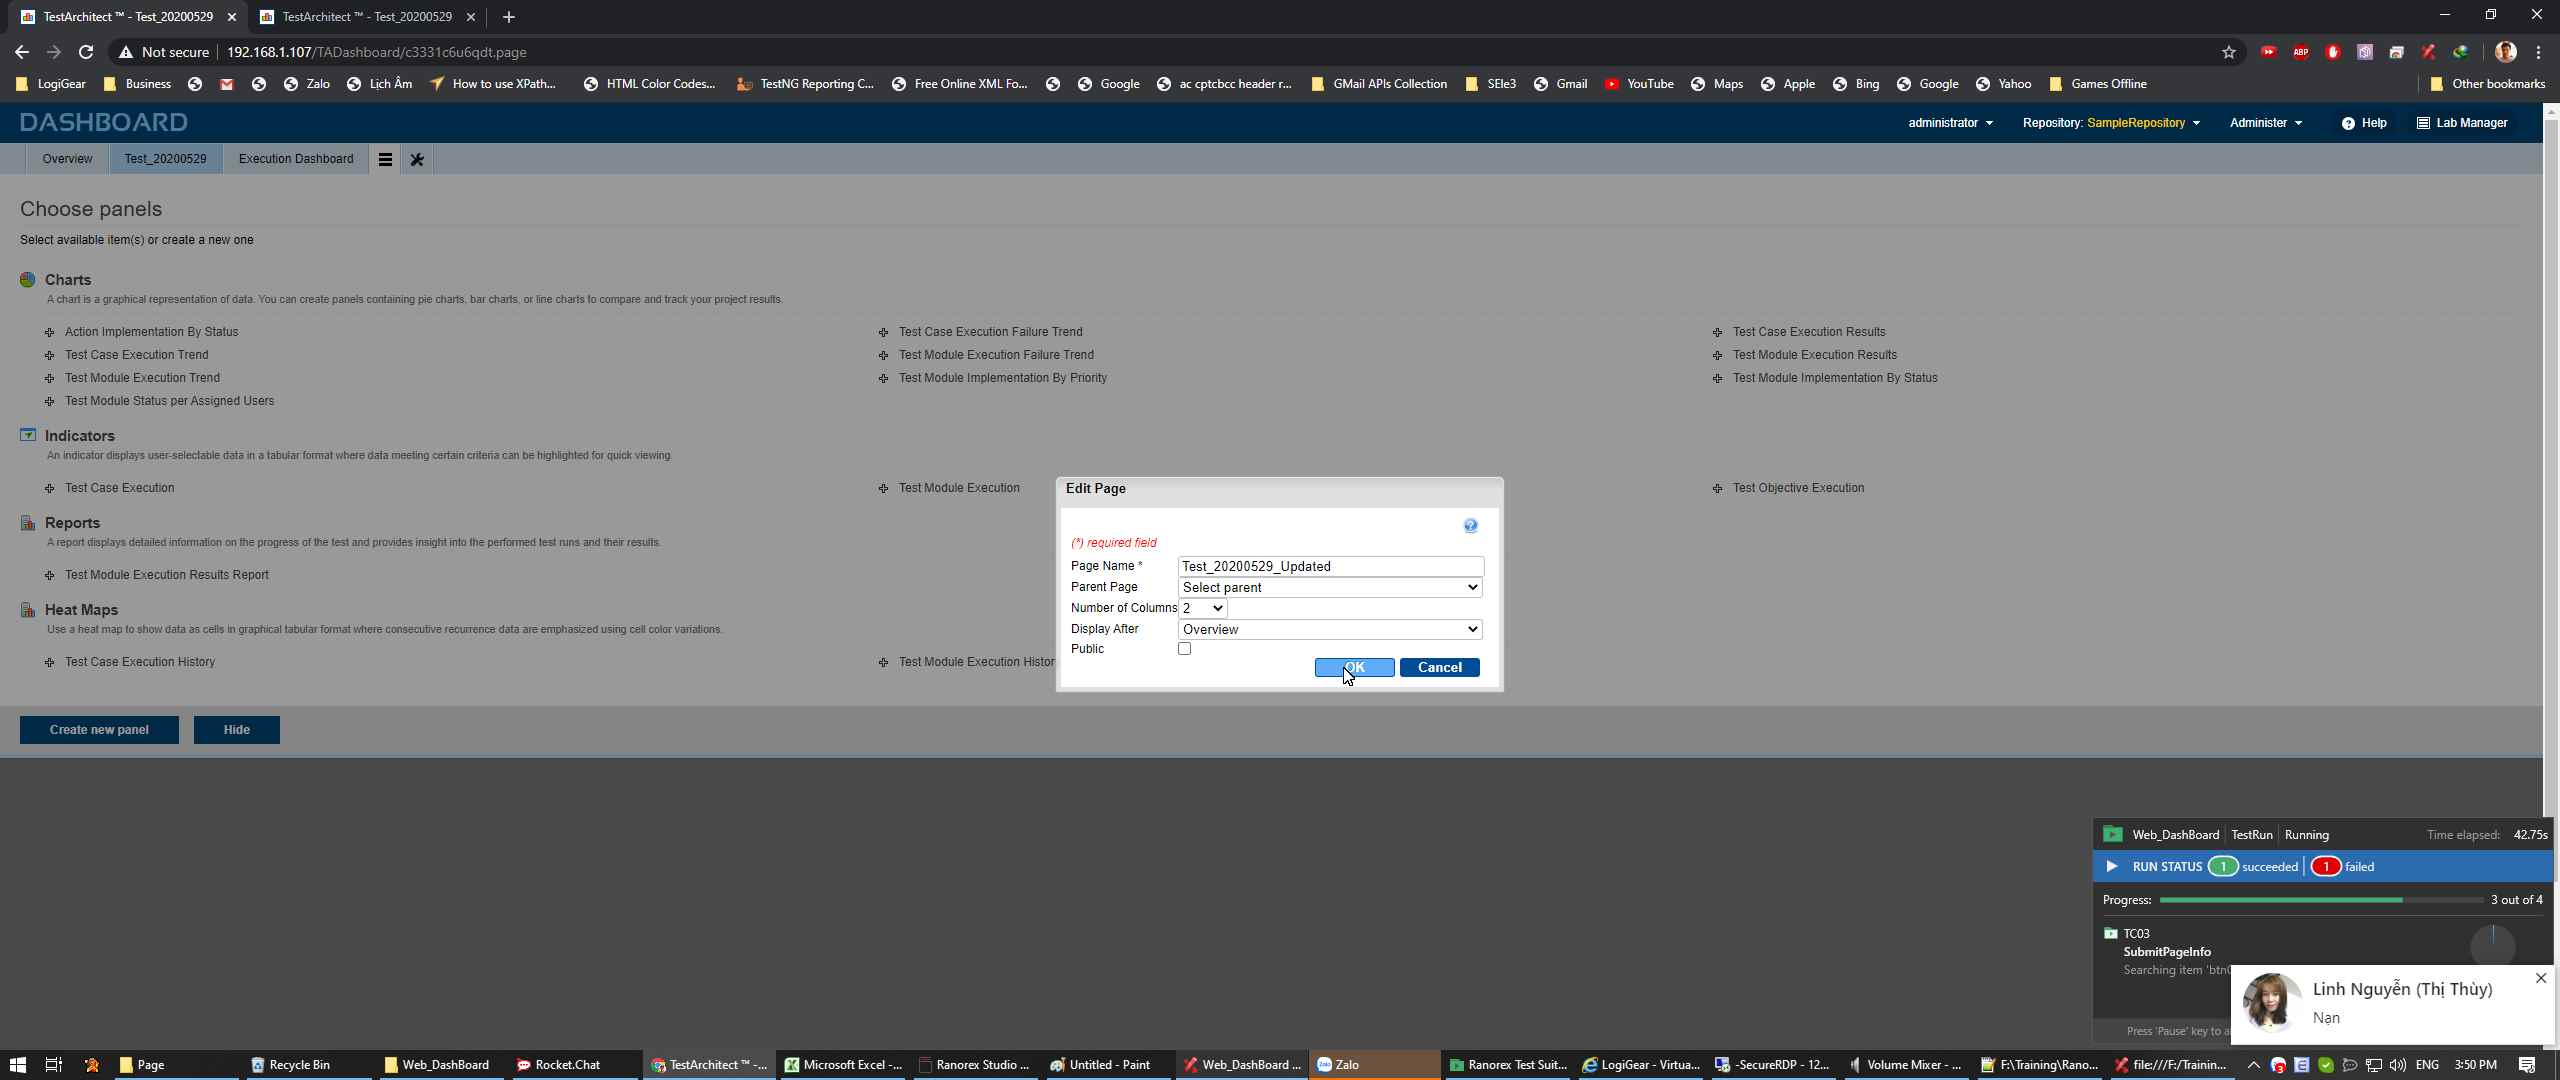 TestArchitect ™ - Test_20200529
TestArchitect ™ - Test_20200529
Not secure 192.168.1.107/TADashboard/c3331c6u6qdt.page
LogiGear Business Zalo Lịch Âm How to use XPath... HTML Color Codes... TestNG Reporting C... Free Online XML Fo... Google ac cptcbcc header r... GMail APIs Collection SEle3 Gmail YouTube Maps Apple Bing Google Yahoo Games Offline Other bookmarks
DASHBOARD administrator Repository: SampleRepository Administer Help Lab Manager
Overview Test_20200529 Execution Dashboard
Choose panels
Select available item(s) or create a new one
Charts
A chart is a graphical representation of data. You can create panels containing pie charts, bar charts, or line charts to compare and track your project results.
Action Implementation By Status Test Case Execution Failure Trend Test Case Execution Results
Test Case Execution Trend Test Module Execution Failure Trend Test Module Execution Results
Test Module Execution Trend Test Module Implementation By Priority Test Module Implementation By Status
Test Module Status per Assigned Users
Indicators
An indicator displays user-selectable data in a tabular format where data meeting certain criteria can be highlighted for quick viewing.
Test Case Execution Test Module Execution Test Objective Execution
Reports
A report displays detailed information on the progress of the test and provides insight into the performed test runs and their results.
Test Module Execution Results Report
Heat Maps
Use a heat map to show data as cells in graphical tabular format where consecutive recurrence data are emphasized using cell color variations.
Test Case Execution History Test Module Execution Histor
Create new panel Hide
Edit Page
(*) required field
Page Name * Test_20200529_Updated
Parent Page Select parent
Number of Columns 2
Display After Overview
Public
OK Cancel
Web_DashBoard TestRun Running Time elapsed: 42.75s
RUN STATUS 1 succeeded 1 failed
Progress: 3 out of 4
TC03
SubmitPageInfo
Searching item 'btn
Press 'Pause' key to a
Linh Nguyễn (Thị Thùy)
Nạn
Page Recycle Bin Web_DashBoard Rocket.Chat TestArchitect ™ -... Microsoft Excel -... Ranorex Studio ... Untitled - Paint Web_DashBoard ... Zalo Ranorex Test Suit... LogiGear - Virtua... -SecureRDP - 12... Volume Mixer - ... F:\Training\Rano... file:///F:/Trainin... ENG 3:50 PM